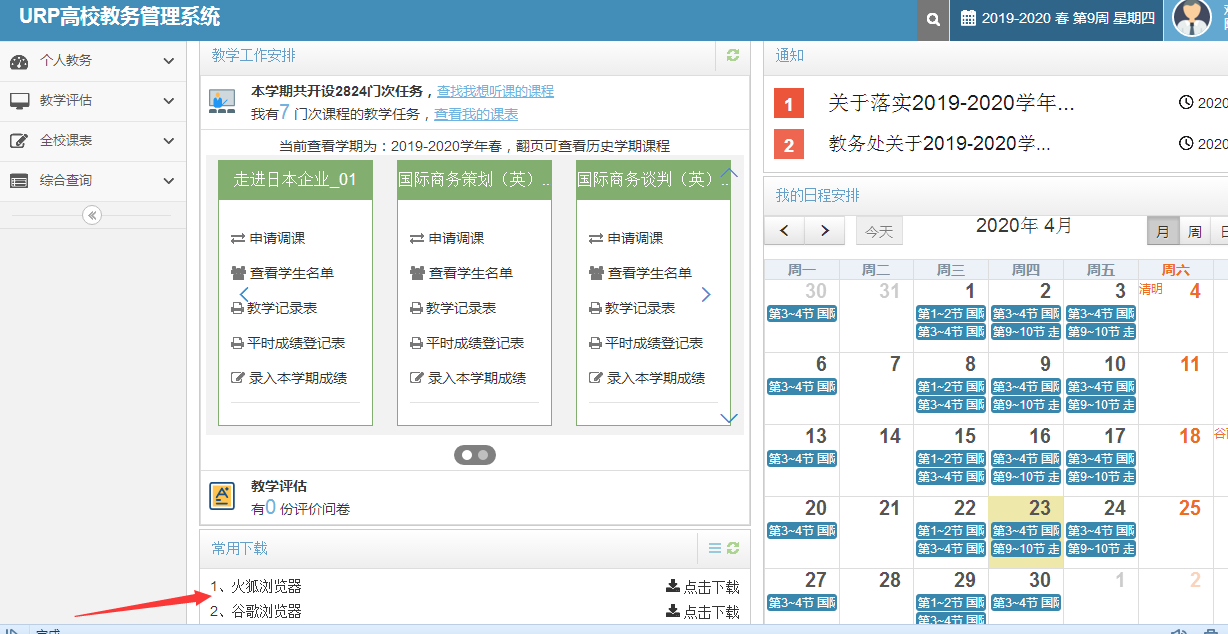 URP高校教务管理系统
2019-2020 春 第9周 星期四
个人教务
教学评估
全校课表
综合查询
教学工作安排
本学期共开设2824门次任务，查找我想听课的课程
我有7 门次课程的教学任务，查看我的课表
当前查看学期为：2019-2020学年春，翻页可查看历史学期课程
走进日本企业_01
申请调课
查看学生名单
教学记录表
平时成绩登记表
录入本学期成绩
国际商务策划（英）..
申请调课
查看学生名单
教学记录表
平时成绩登记表
录入本学期成绩
国际商务谈判（英）..
申请调课
查看学生名单
教学记录表
平时成绩登记表
录入本学期成绩
教学评估
有0 份评价问卷
常用下载
1、火狐浏览器 点击下载
2、谷歌浏览器 点击下载
通知
1 关于落实2019-2020学年... 2020
2 教务处关于2019-2020学... 2020
我的日程安排
今天 2020年 4月 月 周
周一 周二 周三 周四 周五 周六
30 31 1 2 3 清明 4
第3~4节 国际 第1~2节 国际 第3~4节 国际 第3~4节 国际
第3~4节 国际 第9~10节 走 第9~10节 走
6 7 8 9 10 11
第3~4节 国际 第1~2节 国际 第3~4节 国际 第3~4节 国际
第3~4节 国际 第9~10节 走 第9~10节 走
13 14 15 16 17 18
第3~4节 国际 第1~2节 国际 第3~4节 国际 第3~4节 国际
第3~4节 国际 第9~10节 走 第9~10节 走
20 21 22 23 24 25
第3~4节 国际 第1~2节 国际 第3~4节 国际 第3~4节 国际
第3~4节 国际 第9~10节 走 第9~10节 走
27 28 29 30 1 2
第3~4节 国际 第1~2节 国际 第3~4节 国际
第3~4节 国际
完成